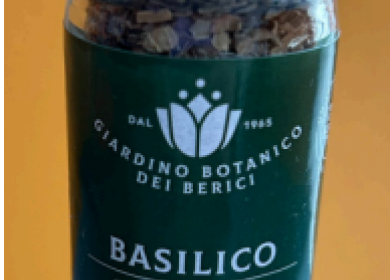 DAL 1965
GIARDINO BOTANICO
DEI BERICI
BASILICO